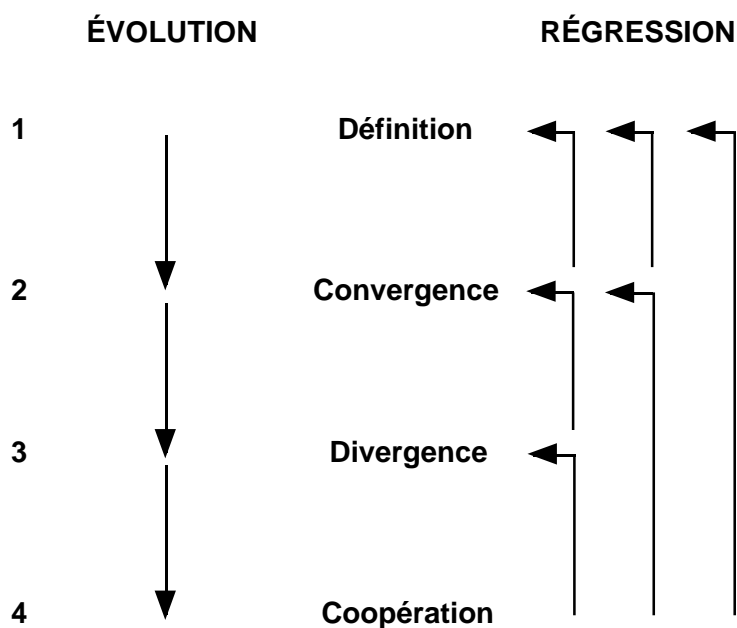 ÉVOLUTION RÉGRESSION
1 Définition
2 Convergence
3 Divergence
4 Coopération